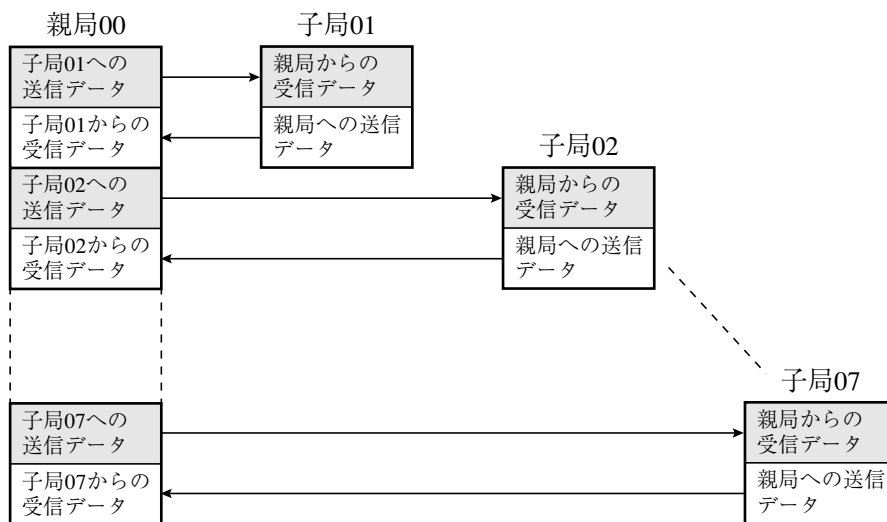 親局00
子局01
子局01への
送信データ
親局からの
受信データ
子局01からの
受信データ
親局への送信
データ
子局02
子局02への
送信データ
親局からの
受信データ
子局02からの
受信データ
親局への送信
データ
子局07
子局07への
送信データ
親局からの
受信データ
子局07からの
受信データ
親局への送信
データ